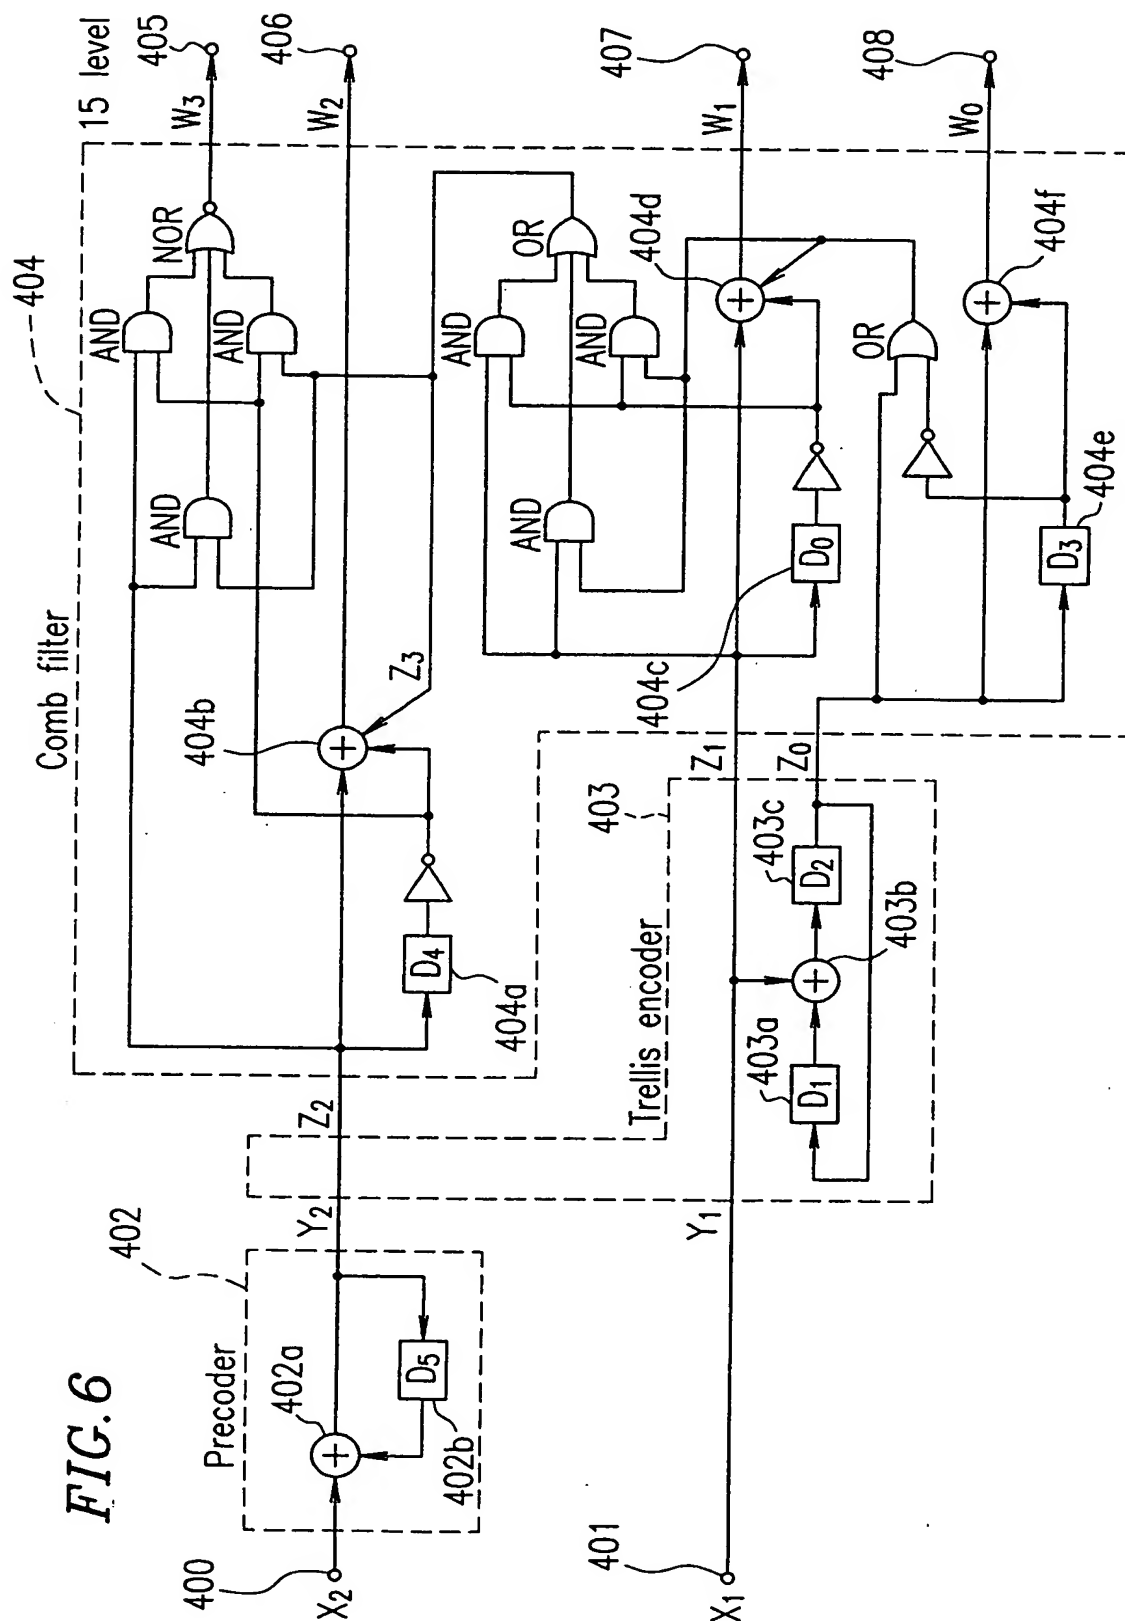 FIG. 6
404
Comb filter
15 level
W3
405
AND
NOR
AND
AND
W2
406
404b
Z3
D4
404a
402
Precoder
402a
Y2
Z2
400
X2
D5
402b
403
Trellis encoder
OR
AND
AND
AND
404d
W1
407
404c
D0
Z1
Y1
401
X1
OR
W0
408
404f
D3
404e
Z0
403c
D2
403b
403a
D1